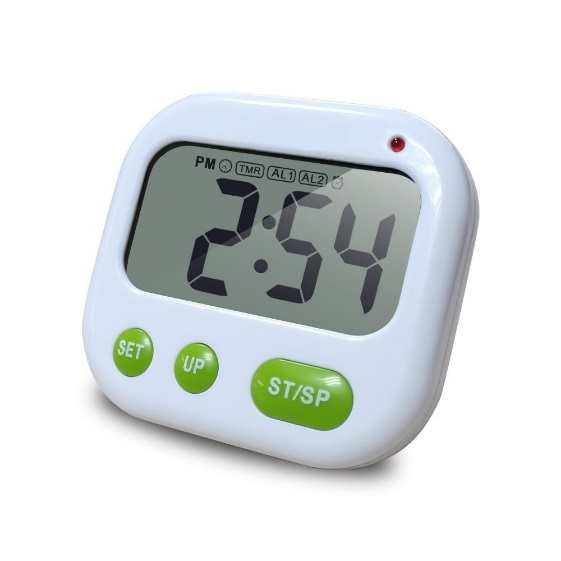 PM TMR AL1 AL2
2:54
SET UP ST/SP